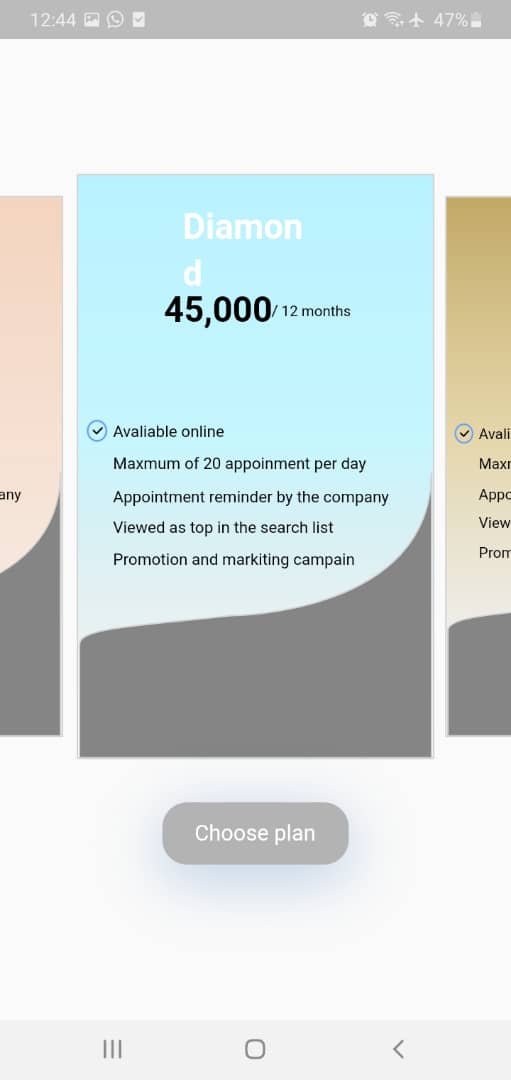 12:44
47%
Diamon
d
45,000/ 12 months
Avaliable online
Maxmum of 20 appoinment per day
Appointment reminder by the company
Viewed as top in the search list
Promotion and markiting campain
any
Avali
Maxr
Appo
View
Pron
Choose plan